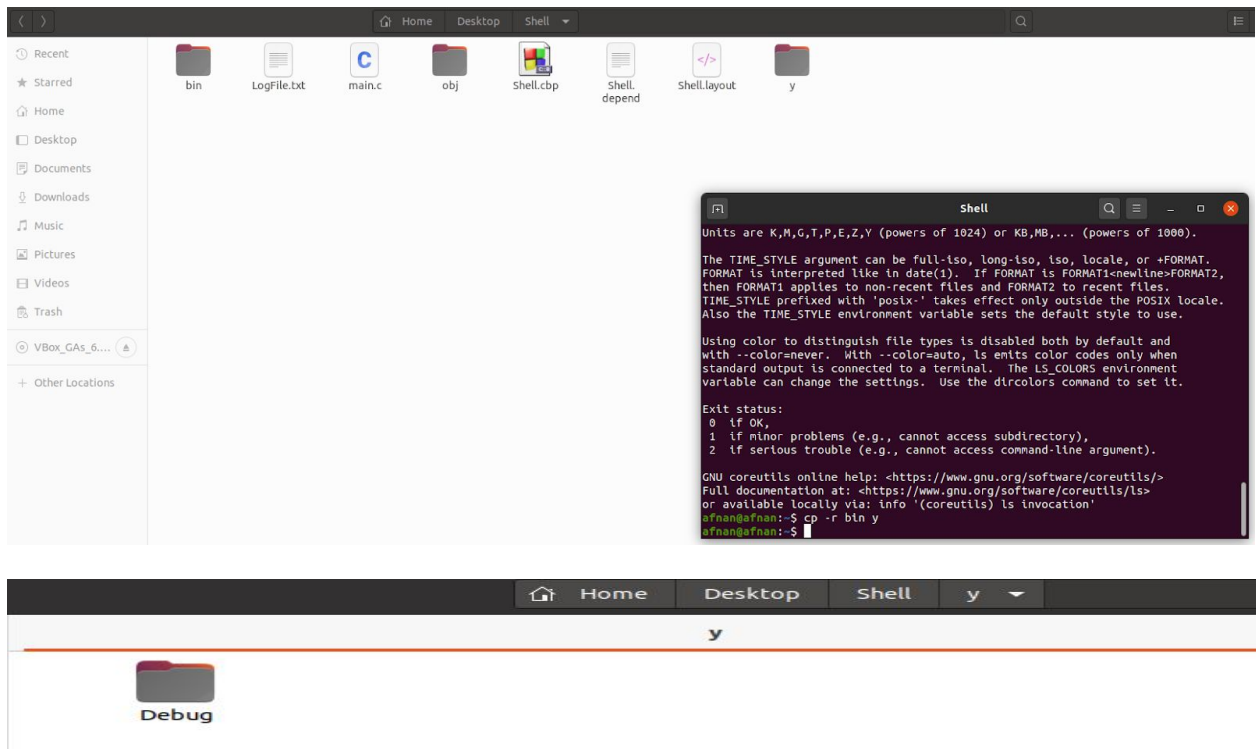 Home Desktop Shell
Recent
Starred
Home
Desktop
Documents
Downloads
Music
Pictures
Videos
Trash
VBox_GAs_6....
+ Other Locations
bin
LogFile.txt
main.c
obj
Shell.cbp
Shell.
depend
Shell.layout
y
Shell
Units are K,M,G,T,P,E,Z,Y (powers of 1024) or KB,MB,... (powers of 1000).
The TIME_STYLE argument can be full-iso, long-iso, iso, locale, or +FORMAT.
FORMAT is interpreted like in date(1).  If FORMAT is FORMAT1<newline>FORMAT2,
then FORMAT1 applies to non-recent files and FORMAT2 to recent files.
TIME_STYLE prefixed with 'posix-' takes effect only outside the POSIX locale.
Also the TIME_STYLE environment variable sets the default style to use.
Using color to distinguish file types is disabled both by default and
with --color=never.  With --color=auto, ls emits color codes only when
standard output is connected to a terminal.  The LS_COLORS environment
variable can change the settings.  Use the dircolors command to set it.
Exit status:
0  if OK,
1  if minor problems (e.g., cannot access subdirectory),
2  if serious trouble (e.g., cannot access command-line argument).
GNU coreutils online help: <https://www.gnu.org/software/coreutils/>
Full documentation at: <https://www.gnu.org/software/coreutils/ls>
or available locally via: info '(coreutils) ls invocation'
afnan@afnan:~$ cp -r bin y
afnan@afnan:~$
Home Desktop Shell y
y
Debug